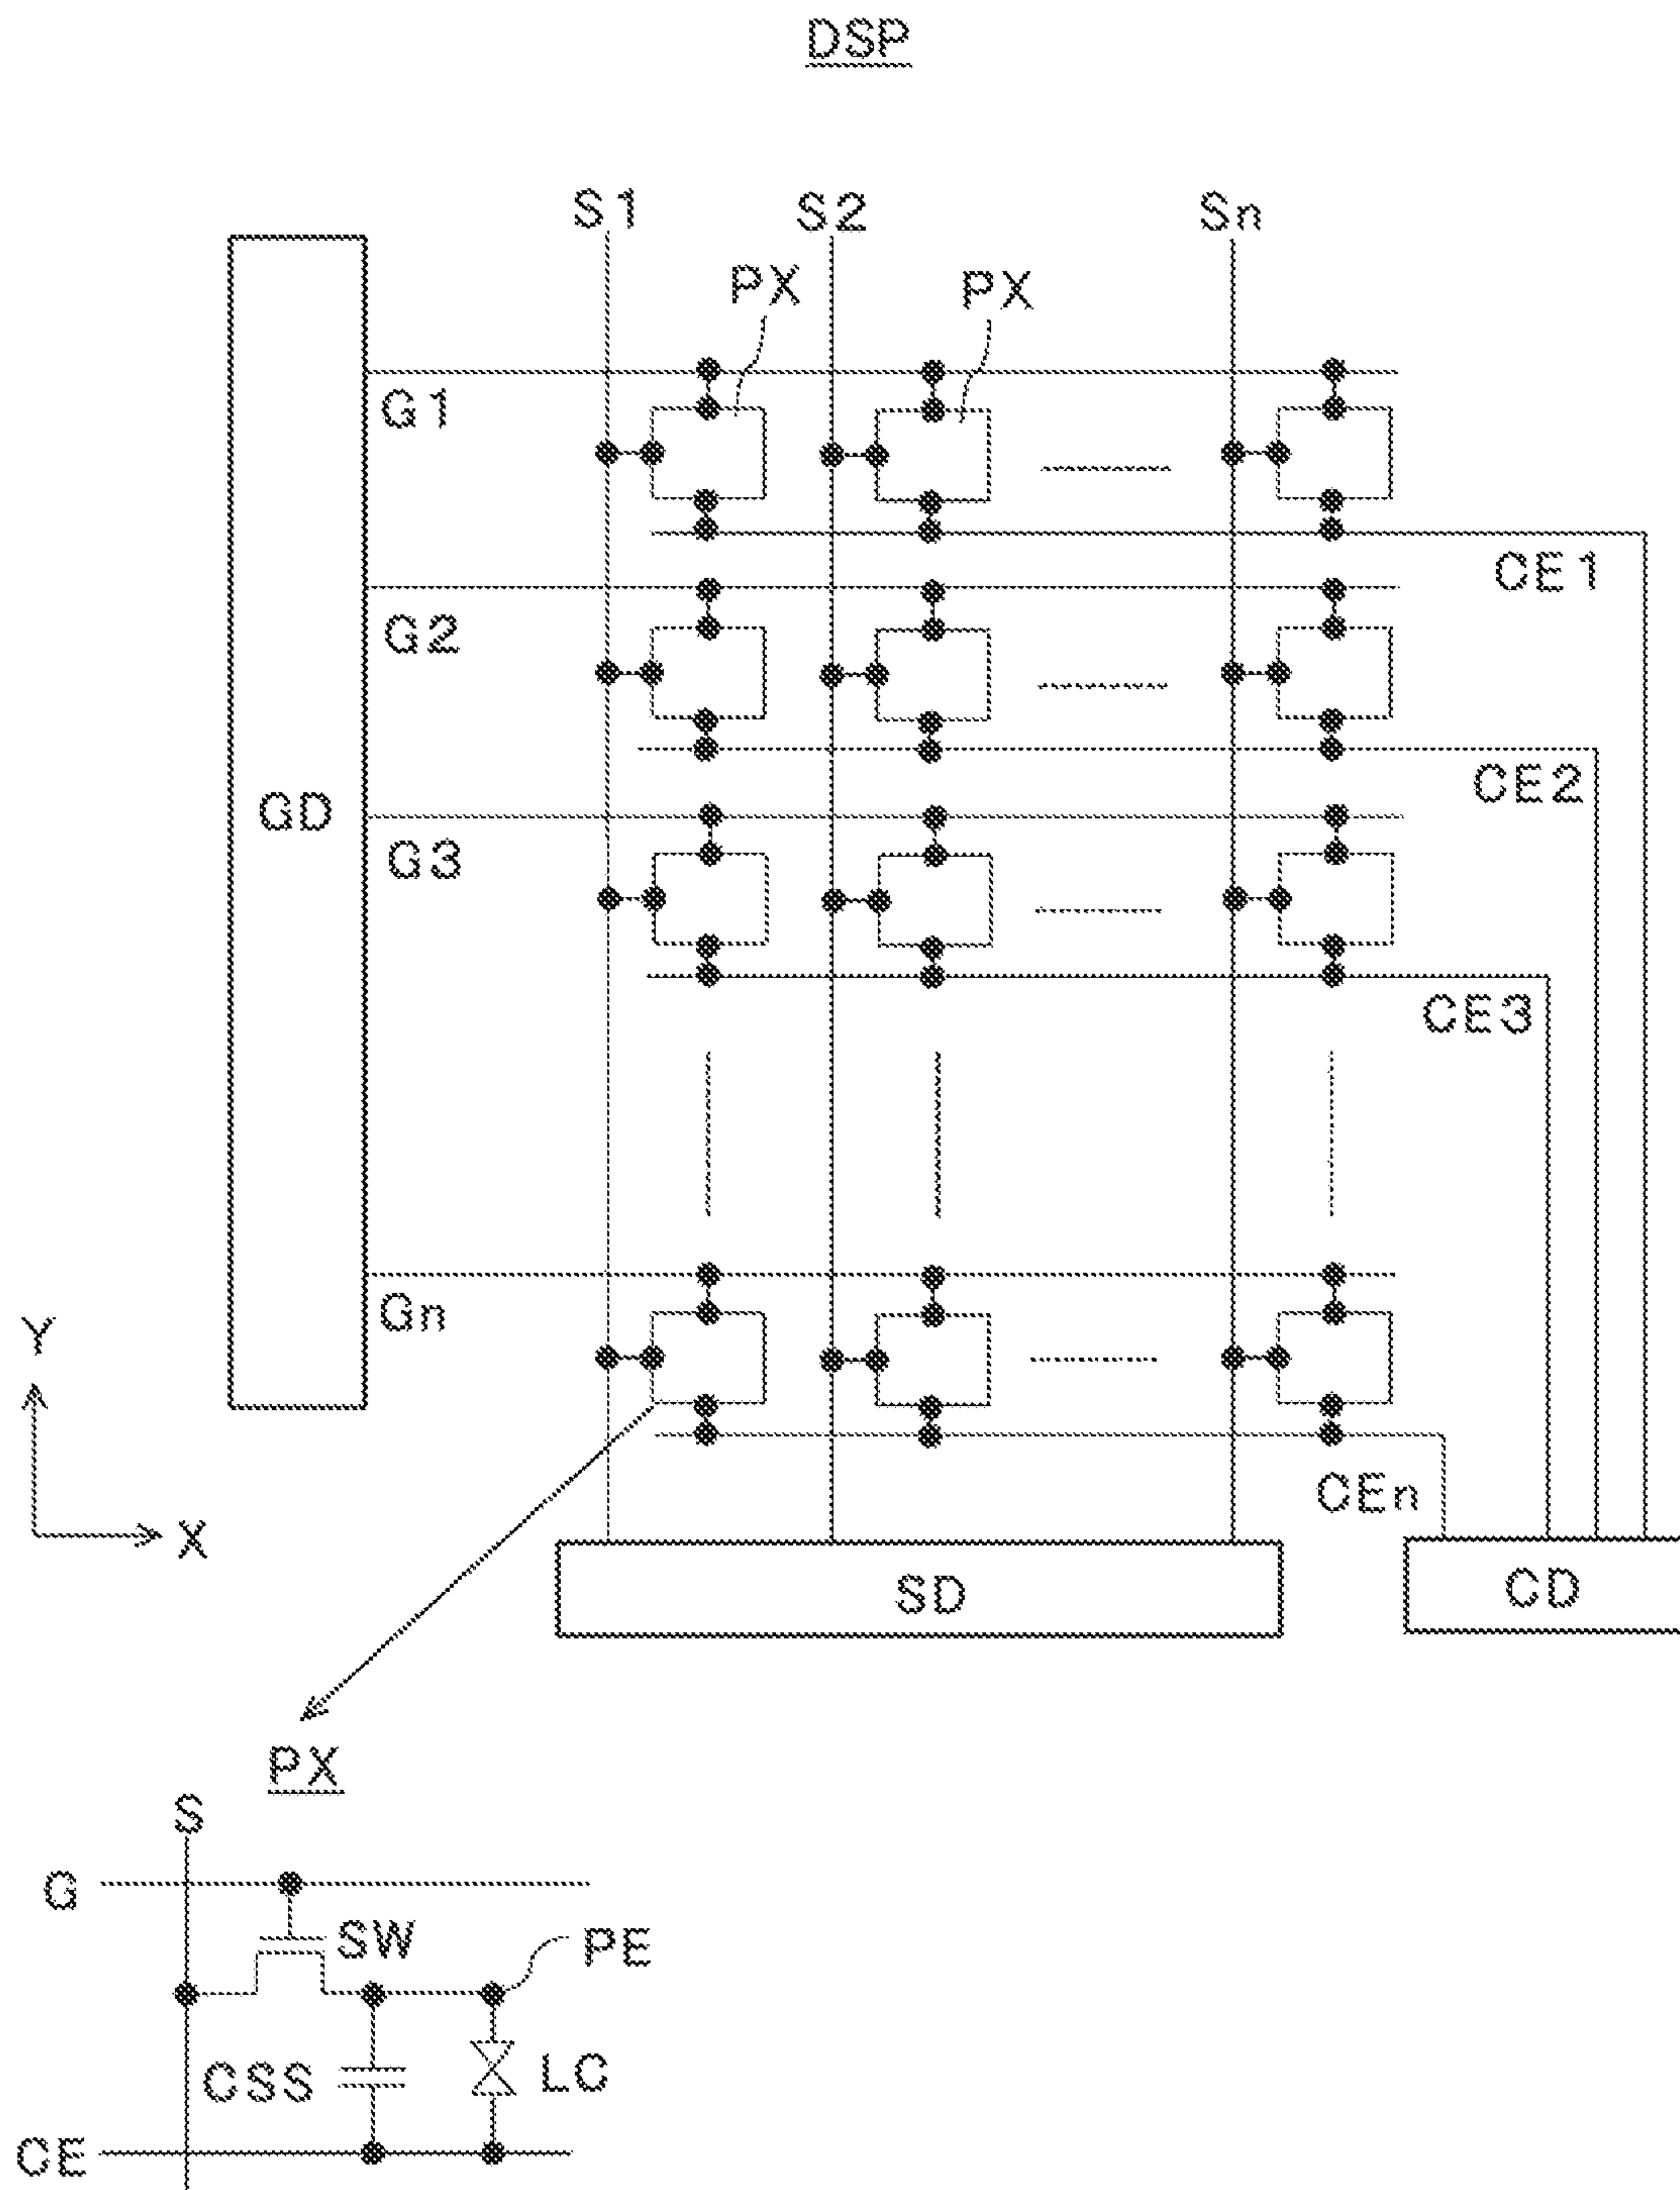 DSP
S1 S2 Sn
PX PX
G1
CE1
G2
CE2
GD
G3
CE3
Gn
Y
CEn
X
SD
CD
PX
S
G
SW
PE
CSS
LC
CE